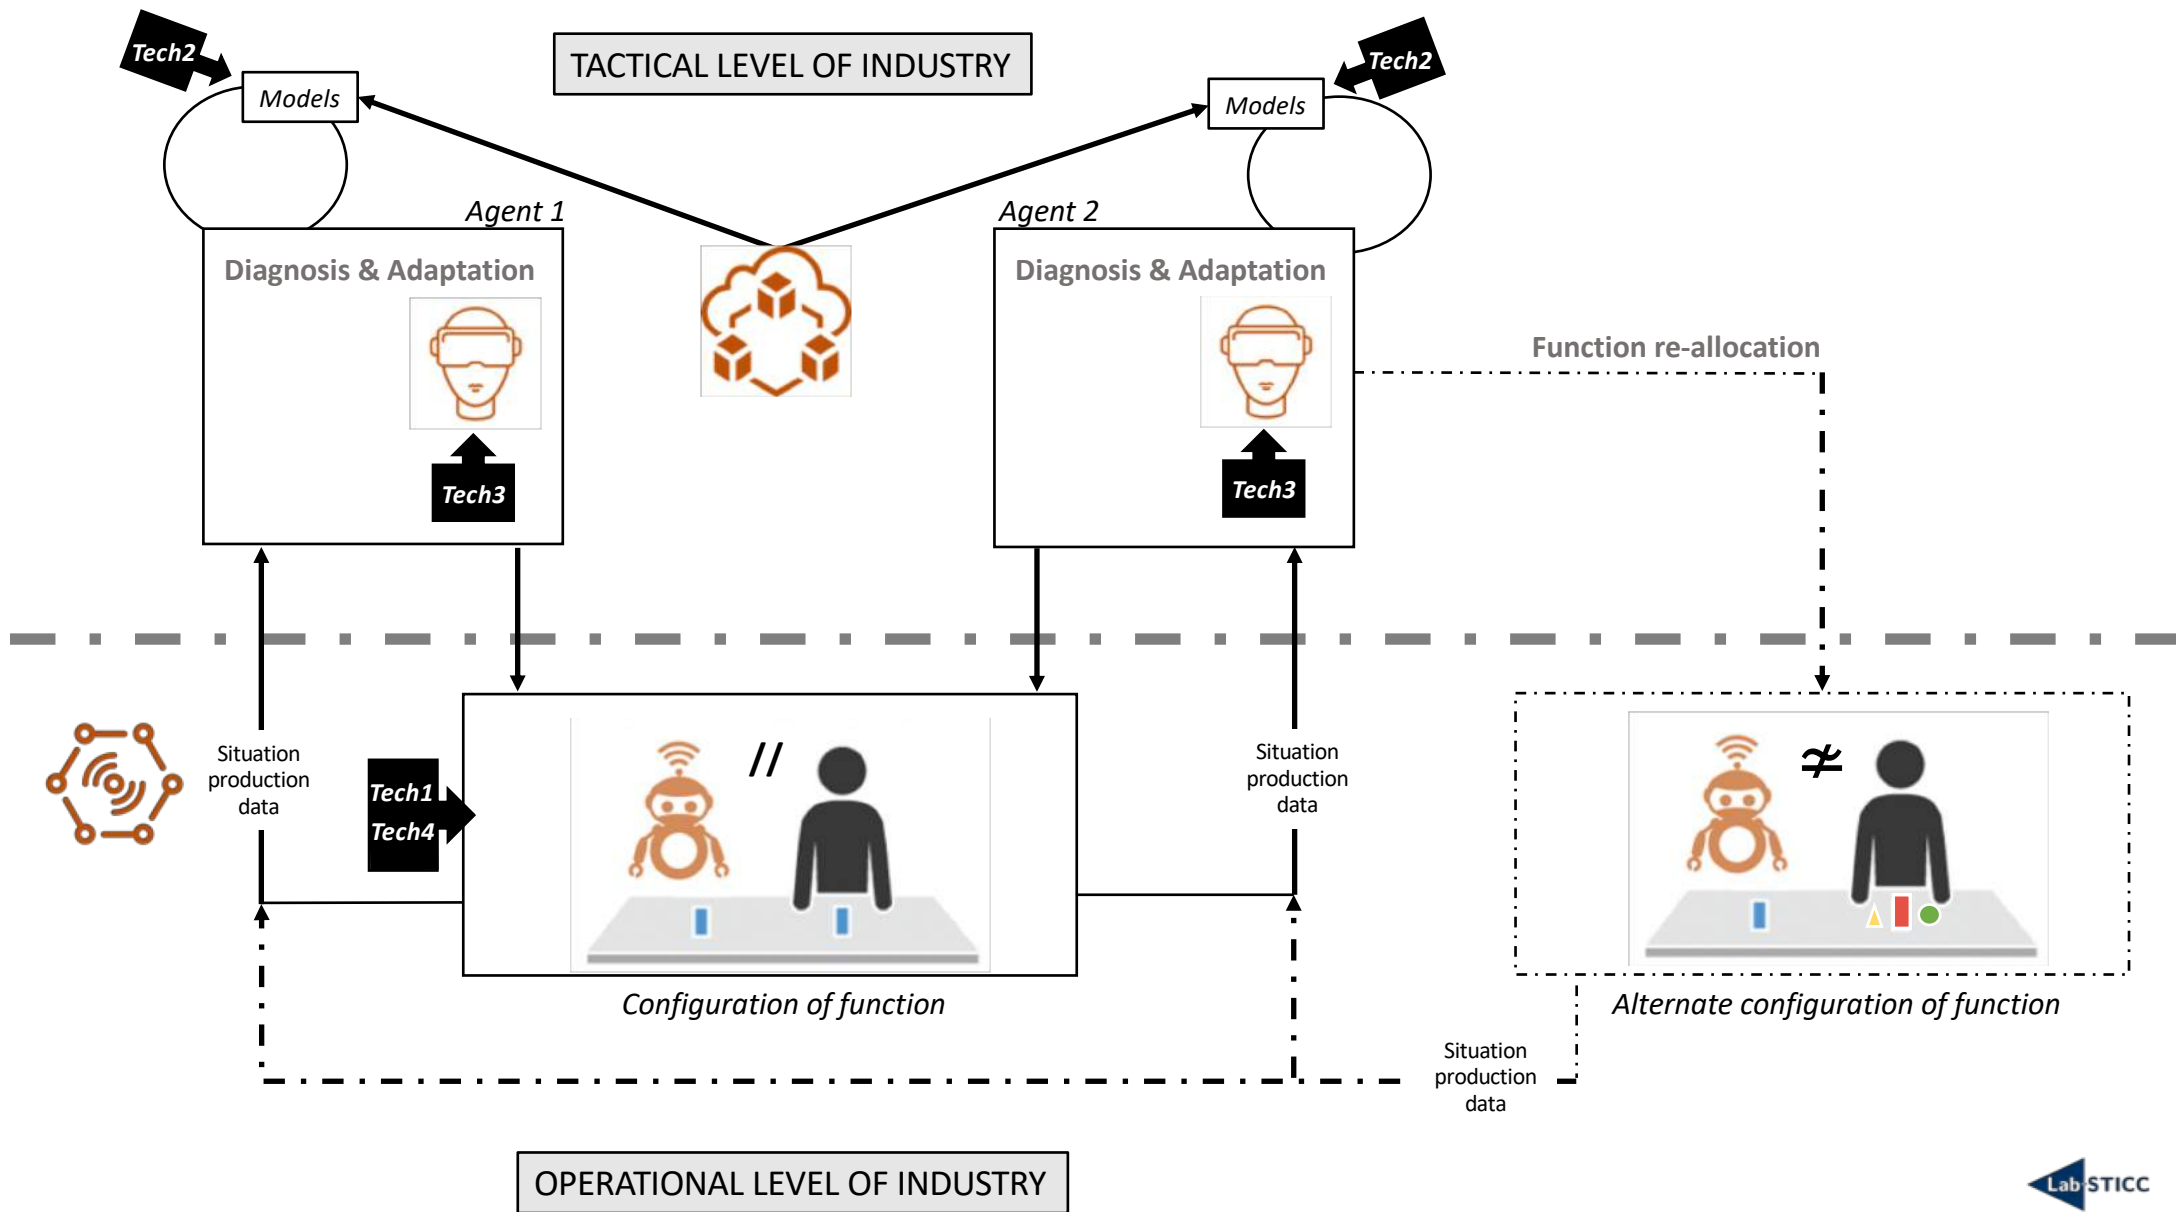 Tech2
TACTICAL LEVEL OF INDUSTRY
Tech2
Models
Models
Agent 1
Agent 2
Diagnosis & Adaptation
Diagnosis & Adaptation
Function re-allocation
Tech3
Tech3
Situation
production
data
Tech1
Tech4
//
Situation
production
data
≄
Configuration of function
Alternate configuration of function
Situation
production
data
OPERATIONAL LEVEL OF INDUSTRY
Lab-STICC